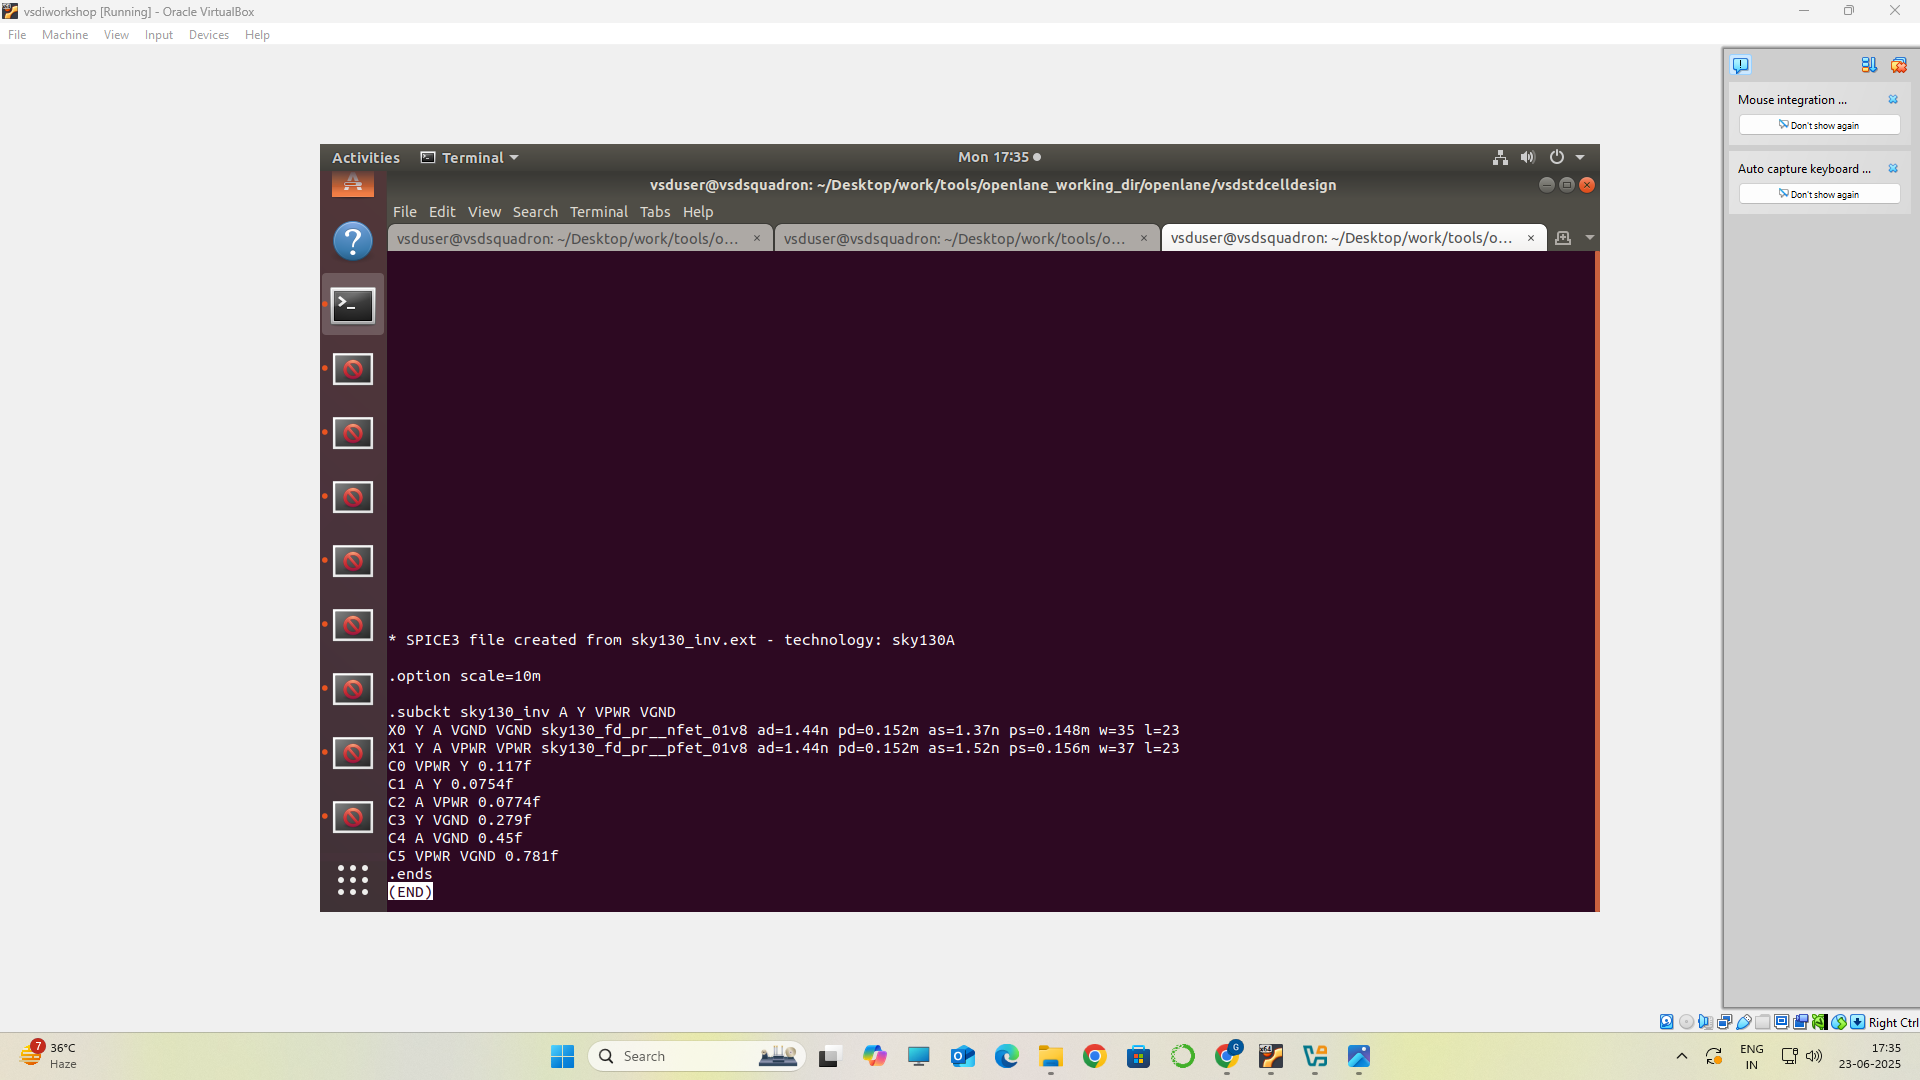 vsdiworkshop [Running] - Oracle VirtualBox
File Machine View Input Devices Help
Mouse integration ...
Don't show again
Auto capture keyboard ...
Don't show again
Activities Terminal Mon 17:35
vsduser@vsdsquadron: ~/Desktop/work/tools/openlane_working_dir/openlane/vsdstdcelldesign
File Edit View Search Terminal Tabs Help
vsduser@vsdsquadron: ~/Desktop/work/tools/o... × vsduser@vsdsquadron: ~/Desktop/work/tools/o... × vsduser@vsdsquadron: ~/Desktop/work/tools/o... ×
* SPICE3 file created from sky130_inv.ext - technology: sky130A
.option scale=10m
.subckt sky130_inv A Y VPWR VGND
X0 Y A VGND VGND sky130_fd_pr__nfet_01v8 ad=1.44n pd=0.152m as=1.37n ps=0.148m w=35 l=23
X1 Y A VPWR VPWR sky130_fd_pr__pfet_01v8 ad=1.44n pd=0.152m as=1.52n ps=0.156m w=37 l=23
C0 VPWR Y 0.117f
C1 A Y 0.0754f
C2 A VPWR 0.0774f
C3 Y VGND 0.279f
C4 A VGND 0.45f
C5 VPWR VGND 0.781f
.ends
(END)
Right Ctrl
7
36°C
Haze
Search
G
ENG
IN
17:35
23-06-2025